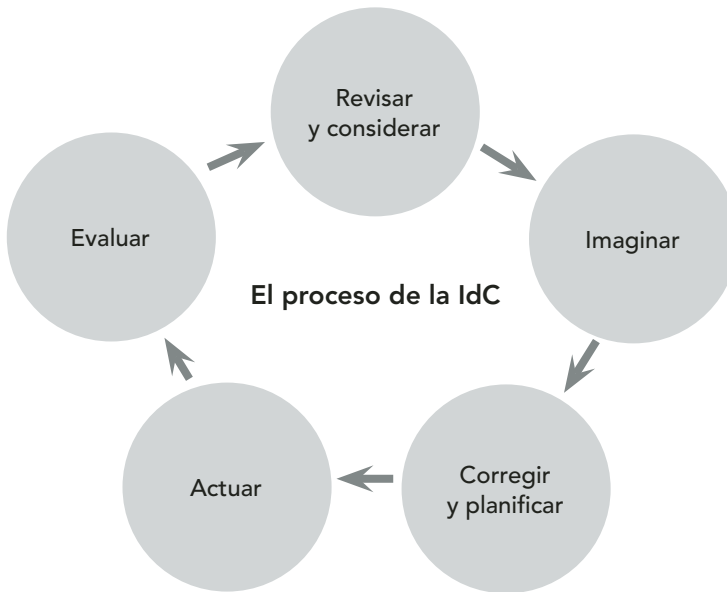 Revisar
y considerar
Evaluar
Imaginar
El proceso de la IdC
Actuar
Corregir
y planificar